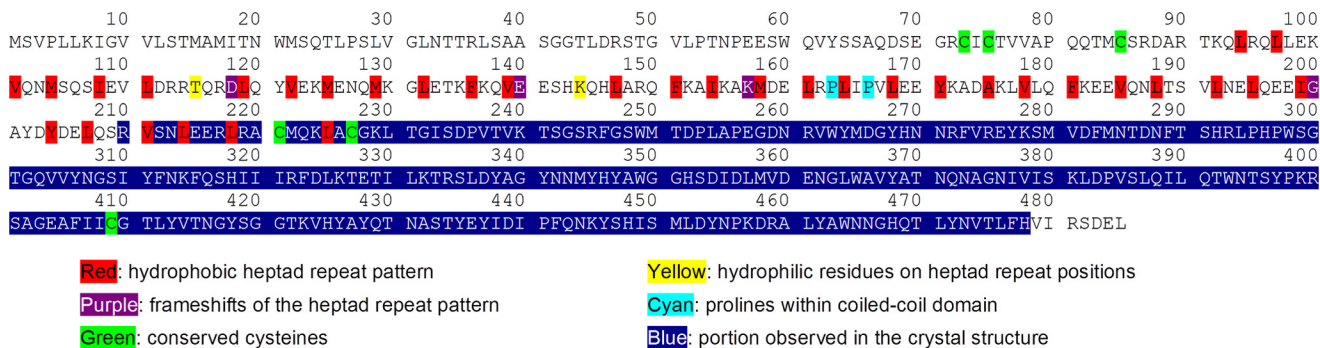 10 20 30 40 50 60 70 80 90 100
MSVPLLKIGV VLSTMAMITN WMSQTLPSLV GLNTTRLSAA SGGTLDRSTG VLPTNPEESW QVYSSAQDSE GRCICTVVAP QQTMCSRDAR TKQLRQLLEK
110 120 130 140 150 160 170 180 190 200
VQNMSQSIEV LDRRTQRDLQ YVEKMENQMK GLETKFKQVE ESHKQHLARQ FKAIKAKMDE LRPLIPVLEE YKADAKLVLQ FKEEVQNLTS VLNELQEEIG
210 220 230 240 250 260 270 280 290 300
AYDYDELQSR VSNLEERLRA CMQKLACGKL TGISDPVTVK TSGSRFGSWM TDPLAPEGDN RVWYMDGYHN NRFVREYKSM VDFMNTDNFT SHRLPHPWSG
310 320 330 340 350 360 370 380 390 400
TGQVVYNGSI YFNKFQSHII IRFDLKTETI LKTRSLDYAG YNNMYHYAWG GHSDIDLMVD ENGLWAVYAT NQNAGNIVIS KLDPVSLQIL QTWNTSYPKR
410 420 430 440 450 460 470 480
SAGEAFIICG TLYVTNGYSG GTKVHYAYQT NASTYEYIDI PFQNKYSHIS MLDYNPKDRA LYAWNNGHQT LYNVTLFHVI RSDEL
Red: hydrophobic heptad repeat pattern
Yellow: hydrophilic residues on heptad repeat positions
Purple: frameshifts of the heptad repeat pattern
Cyan: prolines within coiled-coil domain
Green: conserved cysteines
Blue: portion observed in the crystal structure